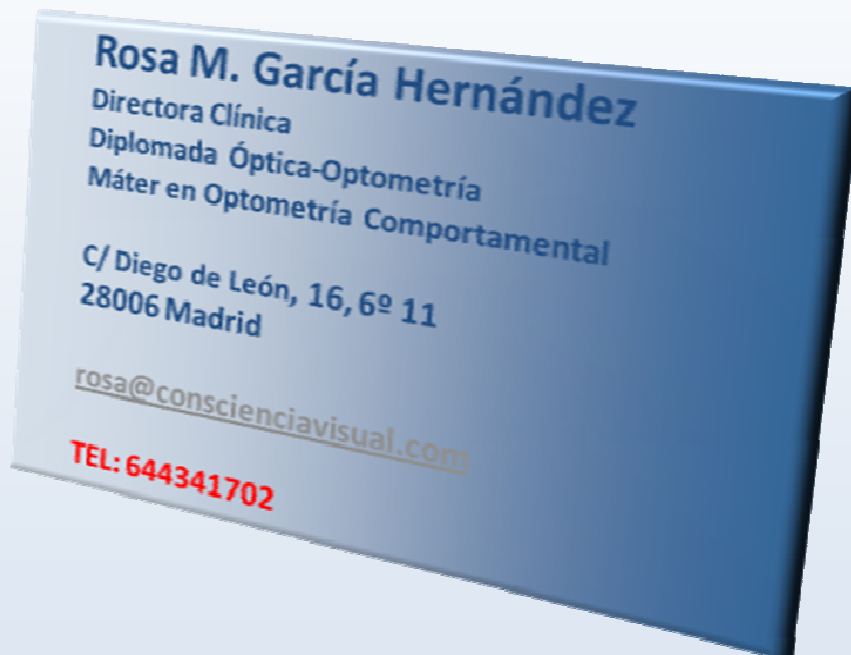 Rosa M. García Hernández
Directora Clínica
Diplomada Óptica-Optometría
Máter en Optometría Comportamental
C/ Diego de León, 16, 6º 11
28006 Madrid
rosa@conscienciavisual.com
TEL: 644341702